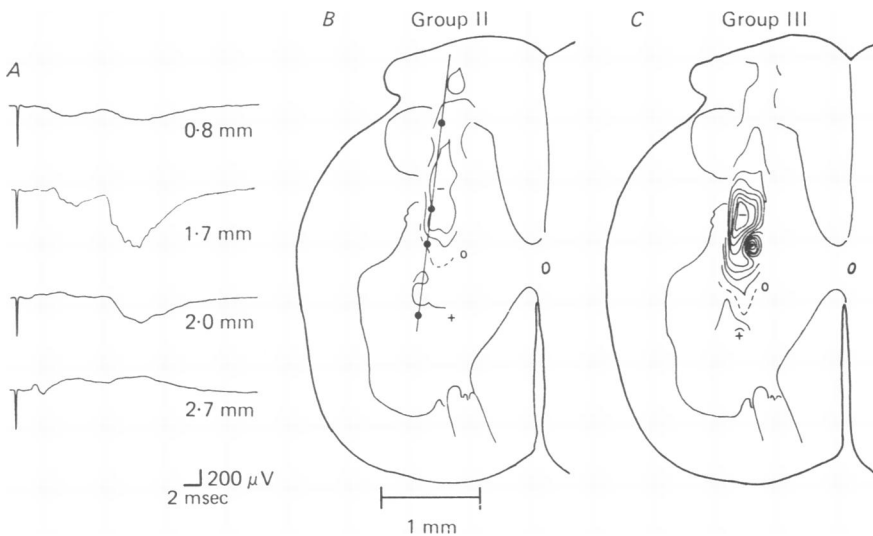 A
0·8 mm
1·7 mm
2·0 mm
2·7 mm
200 μV
2 msec
B Group II
−
o
+
1 mm
C Group III
−
o
+